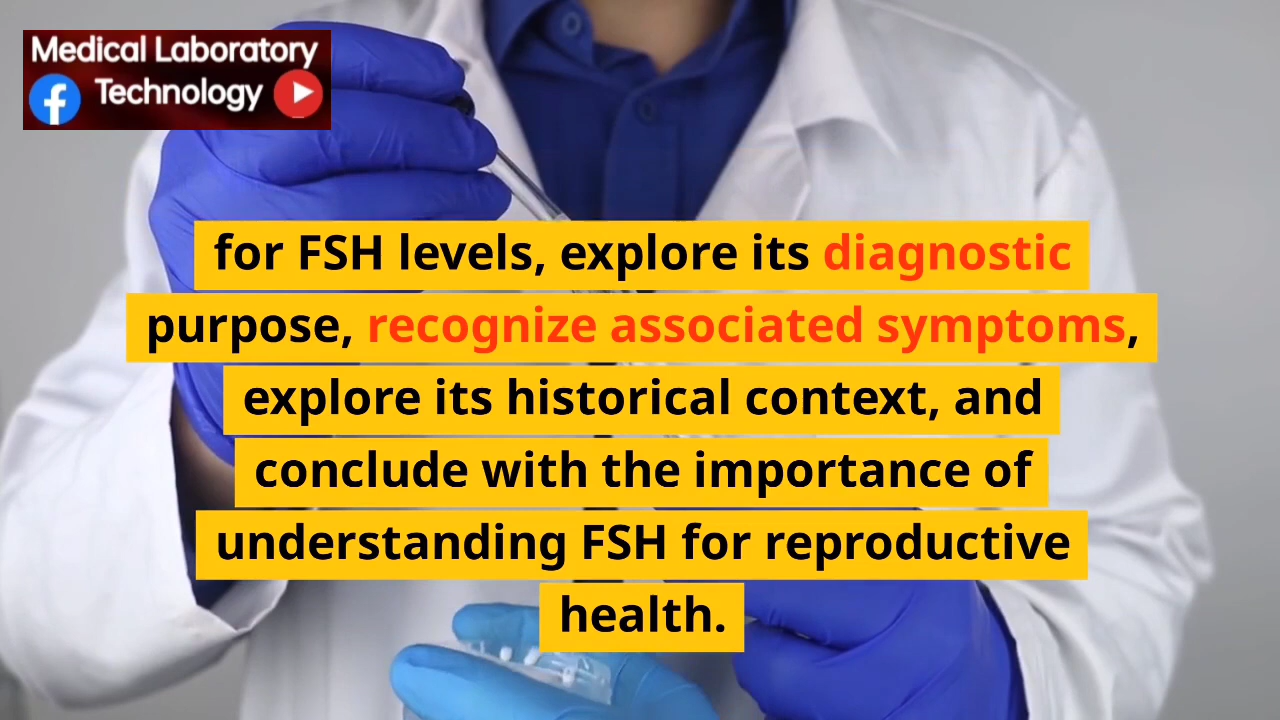 Medical Laboratory
Technology
for FSH levels, explore its diagnostic
purpose, recognize associated symptoms,
explore its historical context, and
conclude with the importance of
understanding FSH for reproductive
health.